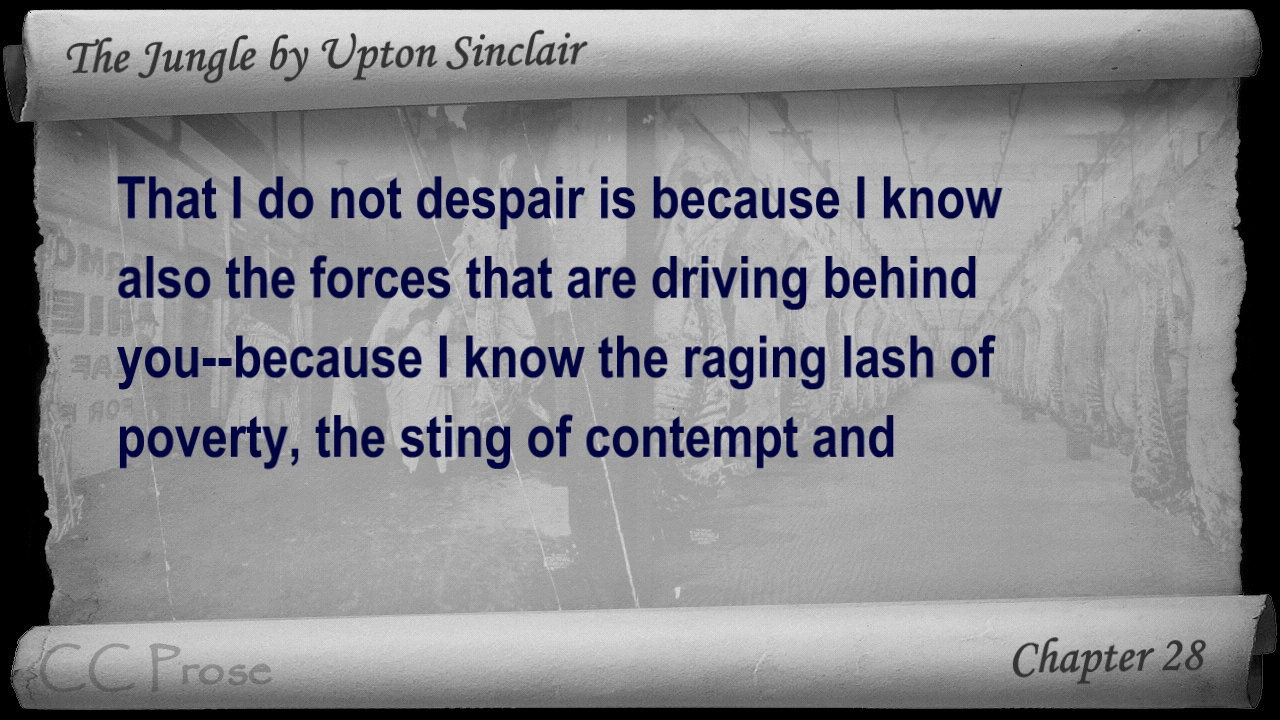 The Jungle by Upton Sinclair
That I do not despair is because I know
also the forces that are driving behind
you--because I know the raging lash of
poverty, the sting of contempt and
CC Prose
Chapter 28